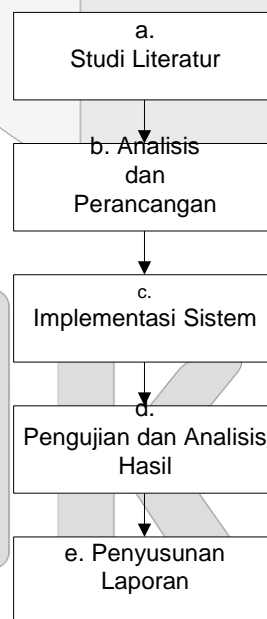 a.
Studi Literatur
b. Analisis
dan
Perancangan
c.
Implementasi Sistem
d.
Pengujian dan Analisis
Hasil
e. Penyusunan
Laporan